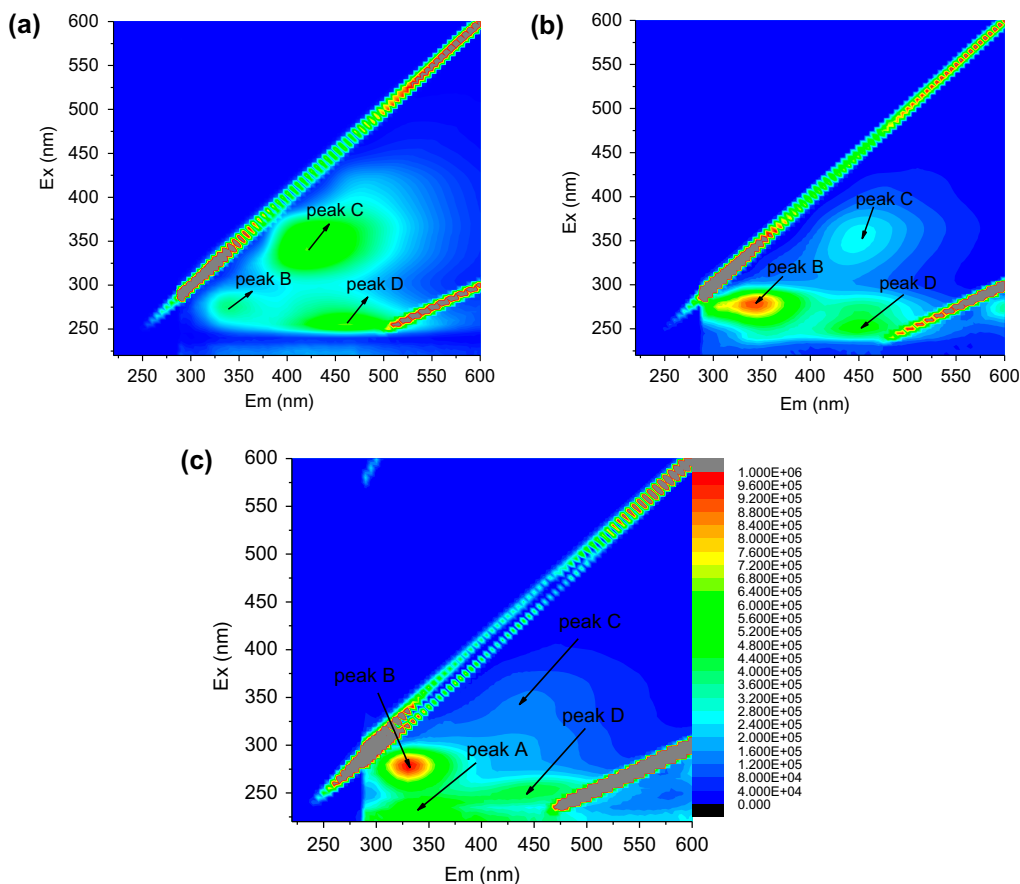 (a)
600
550
500
450
400
350
300
250
Ex (nm)
peak C
peak B
peak D
250 300 350 400 450 500 550 600
Em (nm)
(b)
600
550
500
450
400
350
300
250
Ex (nm)
peak C
peak B
peak D
250 300 350 400 450 500 550 600
Em (nm)
(c)
600
550
500
450
400
350
300
250
Ex (nm)
peak C
peak B
peak D
peak A
250 300 350 400 450 500 550 600
Em (nm)
1.000E+06
9.600E+05
9.200E+05
8.800E+05
8.400E+05
8.000E+05
7.600E+05
7.200E+05
6.800E+05
6.400E+05
6.000E+05
5.600E+05
5.200E+05
4.800E+05
4.400E+05
4.000E+05
3.600E+05
3.200E+05
2.800E+05
2.400E+05
2.000E+05
1.600E+05
1.200E+05
8.000E+04
4.000E+04
0.000